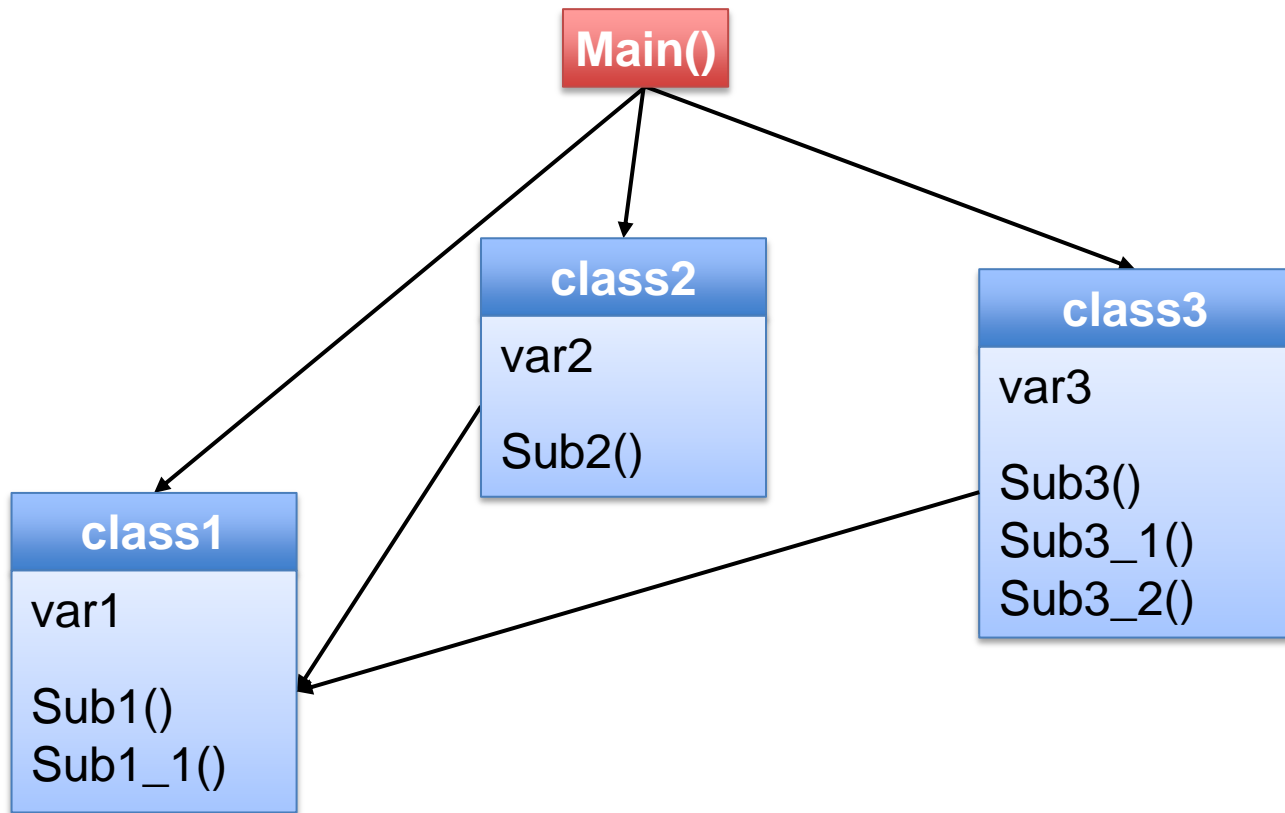 Main()
class2
var2
Sub2()
class3
var3
Sub3()
Sub3_1()
Sub3_2()
class1
var1
Sub1()
Sub1_1()